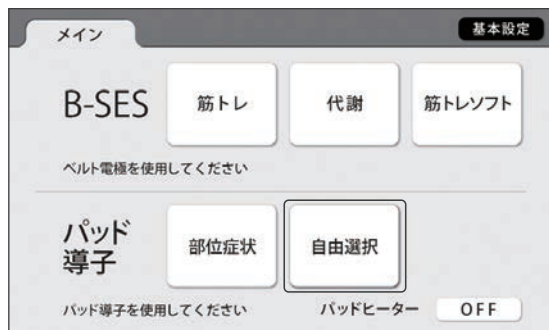 メイン
基本設定
B-SES
筋トレ
代謝
筋トレソフト
ベルト電極を使用してください
パッド
導子
部位症状
自由選択
パッド導子を使用してください
パッドヒーター
OFF